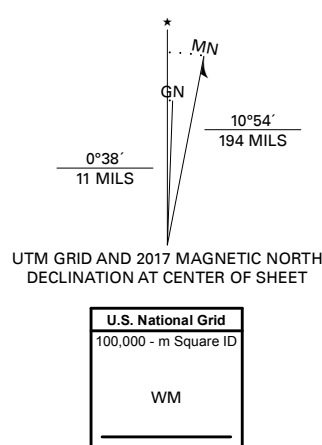 ★
MN
GN
10°54´
194 MILS
0°38´
11 MILS
UTM GRID AND 2017 MAGNETIC NORTH
DECLINATION AT CENTER OF SHEET
U.S. National Grid
100,000 - m Square ID
WM